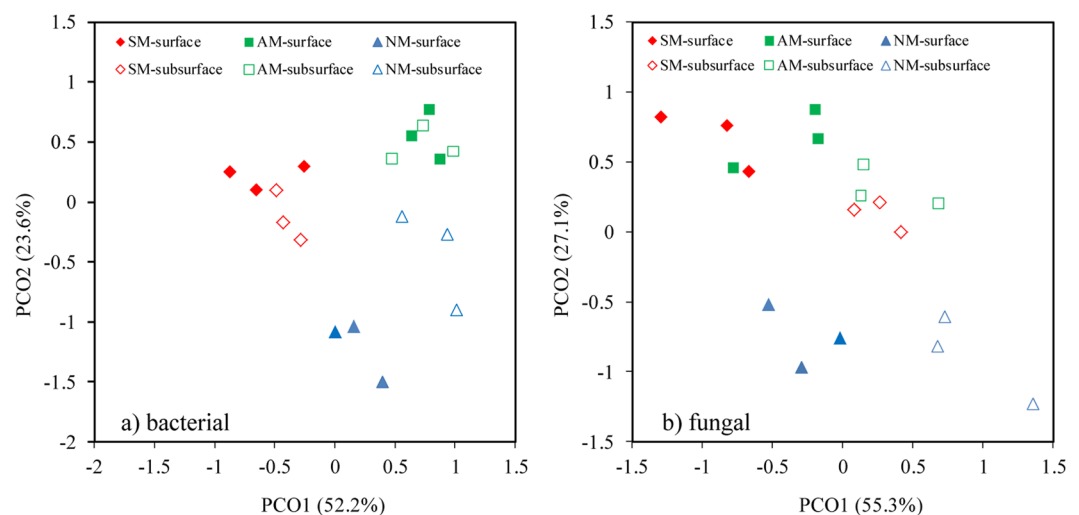 1.5
1
0.5
0
-0.5
-1
-1.5
-2
PCO2 (23.6%)
SM-surface AM-surface NM-surface
SM-subsurface AM-subsurface NM-subsurface
a) bacterial
-2 -1.5 -1 -0.5 0 0.5 1 1.5
PCO1 (52.2%)
1.5
1
0.5
0
-0.5
-1
-1.5
PCO2 (27.1%)
SM-surface AM-surface NM-surface
SM-subsurface AM-subsurface NM-subsurface
b) fungal
-1.5 -1 -0.5 0 0.5 1 1.5
PCO1 (55.3%)